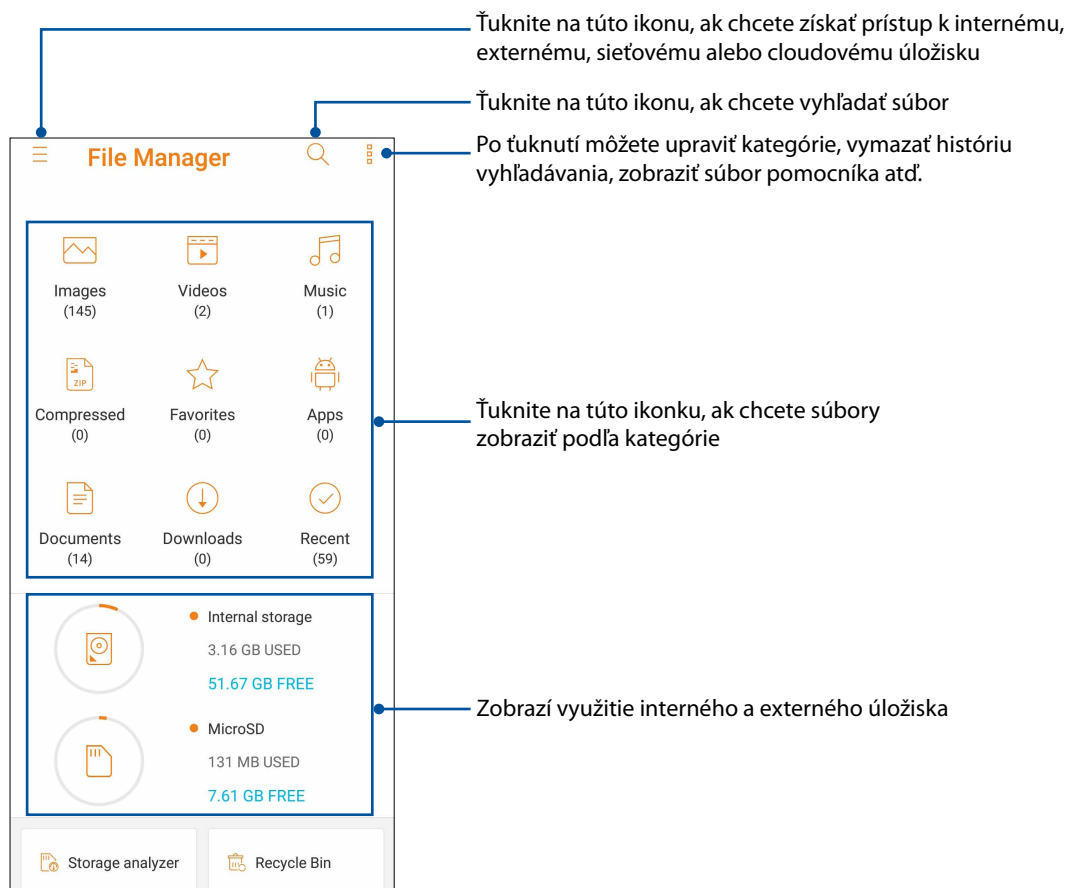 Ťuknite na túto ikonu, ak chcete získať prístup k internému,
externému, sieťovému alebo cloudovému úložisku
Ťuknite na túto ikonu, ak chcete vyhľadať súbor
Po ťuknutí môžete upraviť kategórie, vymazať históriu
vyhľadávania, zobraziť súbor pomocníka atď.
File Manager
Images
(145)
Videos
(2)
Music
(1)
ZIP
Compressed
(0)
Favorites
(0)
Apps
(0)
Ťuknite na túto ikonku, ak chcete súbory
zobraziť podľa kategórie
Documents
(14)
Downloads
(0)
Recent
(59)
Internal storage
3.16 GB USED
51.67 GB FREE
Zobrazí využitie interného a externého úložiska
MicroSD
131 MB USED
7.61 GB FREE
Storage analyzer
Recycle Bin